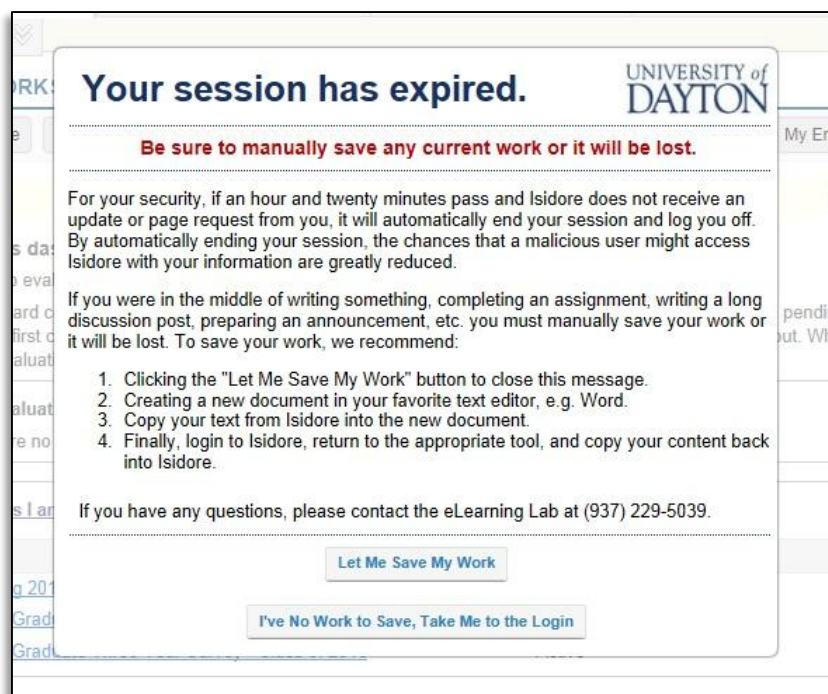 Your session has expired.
UNIVERSITY of
DAYTON
Be sure to manually save any current work or it will be lost.
My
For your security, if an hour and twenty minutes pass and Isidore does not receive an
update or page request from you, it will automatically end your session and log you off.
By automatically ending your session, the chances that a malicious user might access
Isidore with your information are greatly reduced.
If you were in the middle of writing something, completing an assignment, writing a long
discussion post, preparing an announcement, etc. you must manually save your work or
it will be lost. To save your work, we recommend:
1. Clicking the "Let Me Save My Work" button to close this message.
2. Creating a new document in your favorite text editor, e.g. Word.
3. Copy your text from Isidore into the new document.
4. Finally, login to Isidore, return to the appropriate tool, and copy your content back
into Isidore.
If you have any questions, please contact the eLearning Lab at (937) 229-5039.
Let Me Save My Work
I've No Work to Save, Take Me to the Login